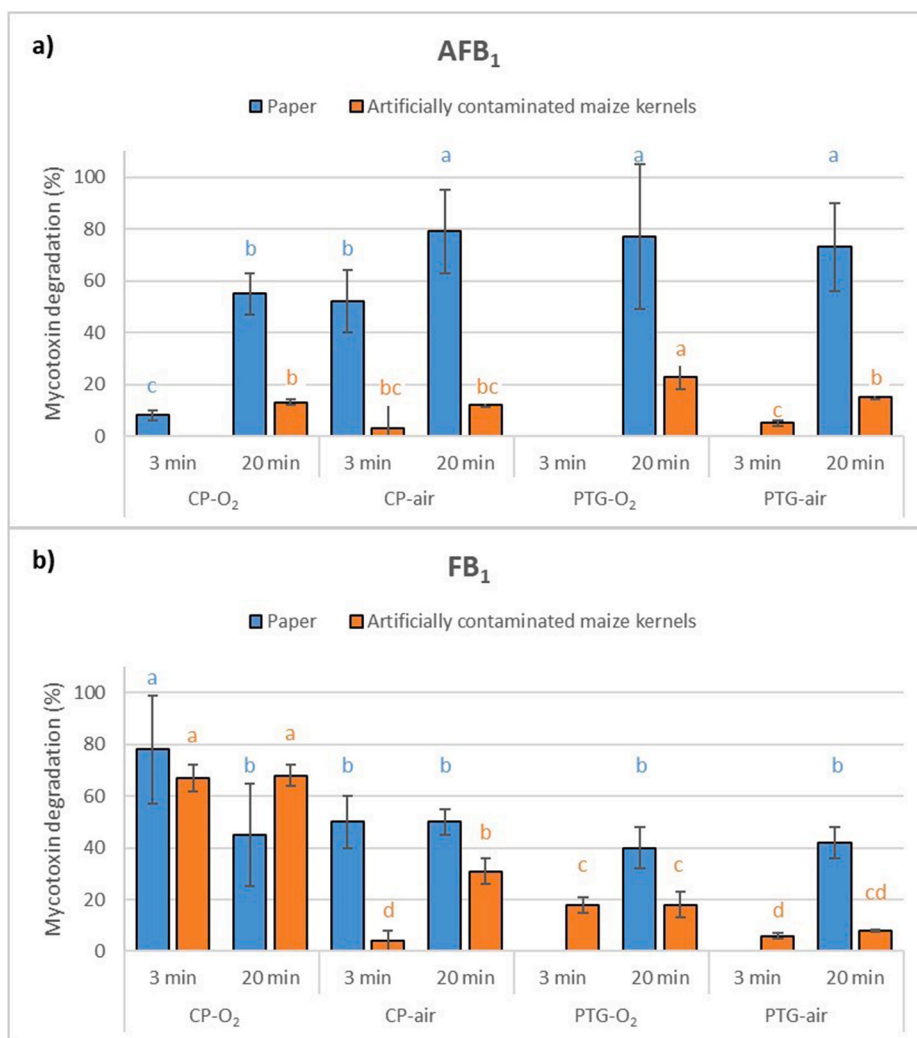 a)
AFB₁
Paper Artificially contaminated maize kernels
Mycotoxin degradation (%)
100
80
60
40
20
0
c b b b bc a bc a a c a b
3 min 20 min 3 min 20 min 3 min 20 min 3 min 20 min
CP-O₂ CP-air PTG-O₂ PTG-air
b)
FB₁
Paper Artificially contaminated maize kernels
Mycotoxin degradation (%)
100
80
60
40
20
0
a a b a b d b b c b c d b cd
3 min 20 min 3 min 20 min 3 min 20 min 3 min 20 min
CP-O₂ CP-air PTG-O₂ PTG-air